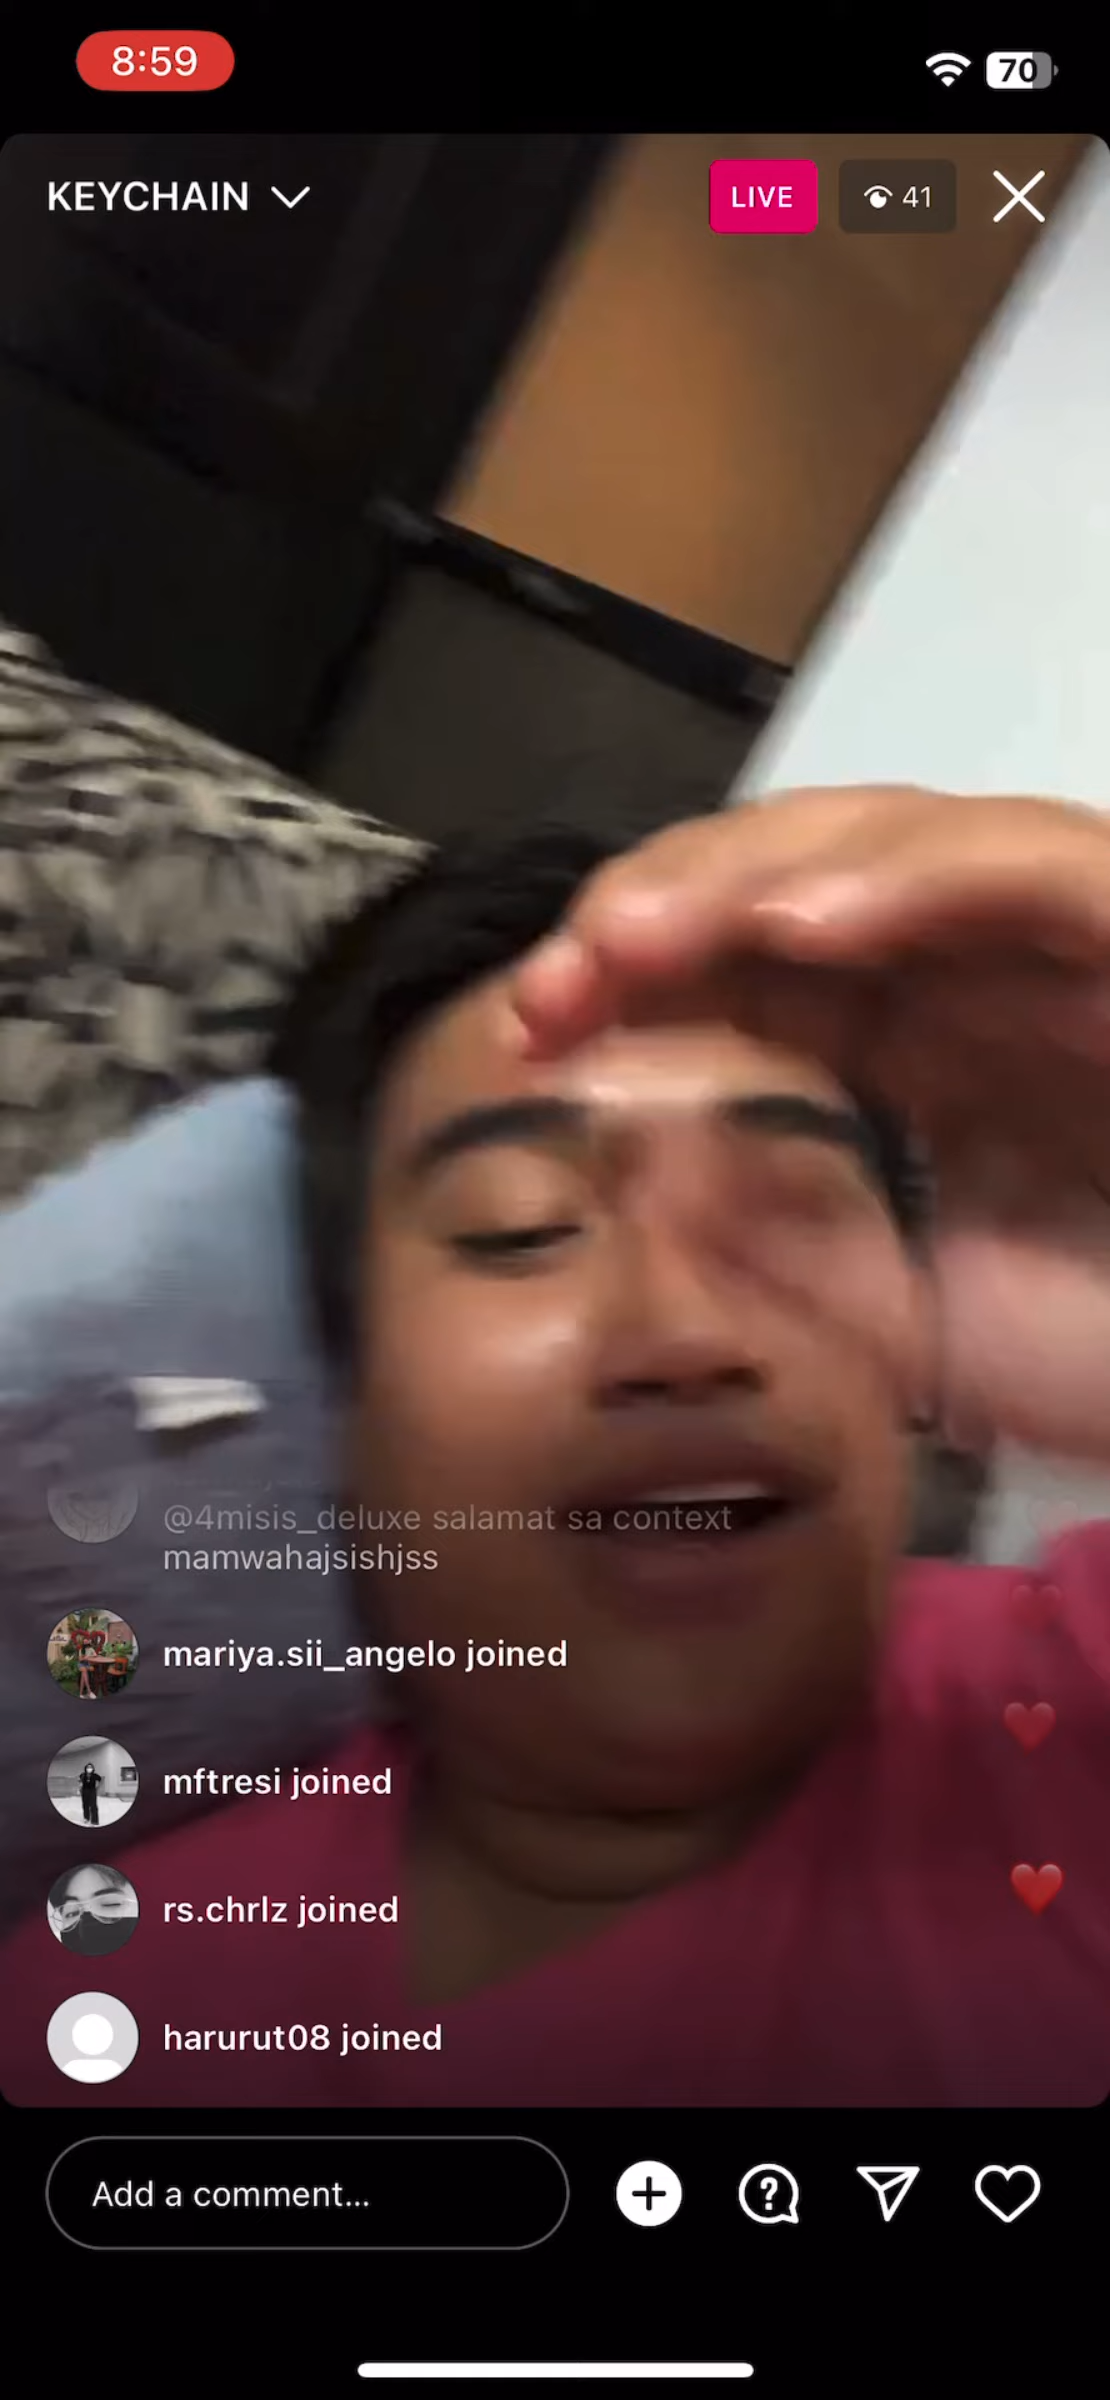 8:59
70
KEYCHAIN
LIVE
41
@4misis_deluxe salamat sa context
mamwahajsishjss
mariya.sii_angelo joined
mftresi joined
rs.chrlz joined
harurut08 joined
Add a comment...